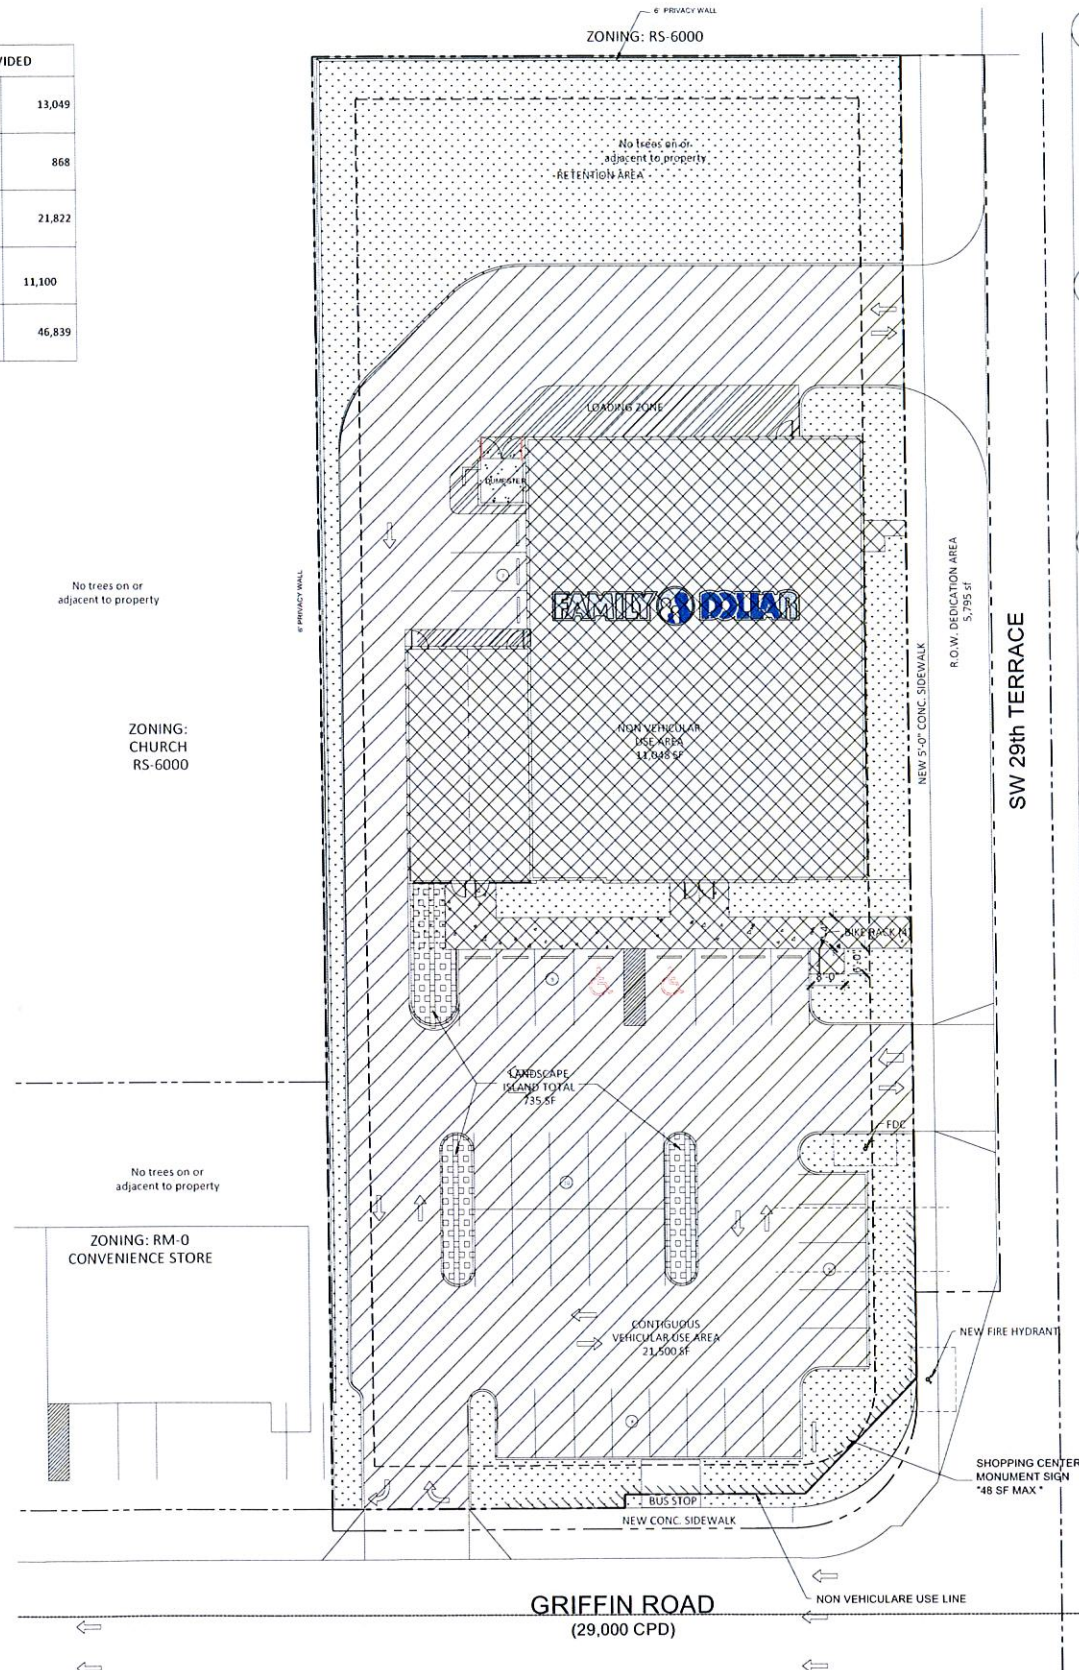 6' PRIVACY WALL
ZONING: RS-6000
VIDED
13,049
868
21,822
11,100
46,839
No trees on or
adjacent to property
RETENTION AREA
LOADING ZONE
DUMPSTER
No trees on or
adjacent to property
6' PRIVACY WALL
FAMILY DOLLAR
R.O.W. DEDICATION AREA
5,795 sf
NEW 5'-0" CONC. SIDEWALK
SW 29th TERRACE
ZONING:
CHURCH
RS-6000
NON VEHICULAR
USE AREA
11,048 SF
BIKE RACK (4)
8'-0"
LANDSCAPE
ISLAND TOTAL
735 SF
FDC
No trees on or
adjacent to property
ZONING: RM-0
CONVENIENCE STORE
CONTIGUOUS
VEHICULAR USE AREA
21,500 SF
NEW FIRE HYDRANT
SHOPPING CENTER
MONUMENT SIGN
"48 SF MAX "
BUS STOP
NEW CONC. SIDEWALK
NON VEHICULARE USE LINE
GRIFFIN ROAD
(29,000 CPD)